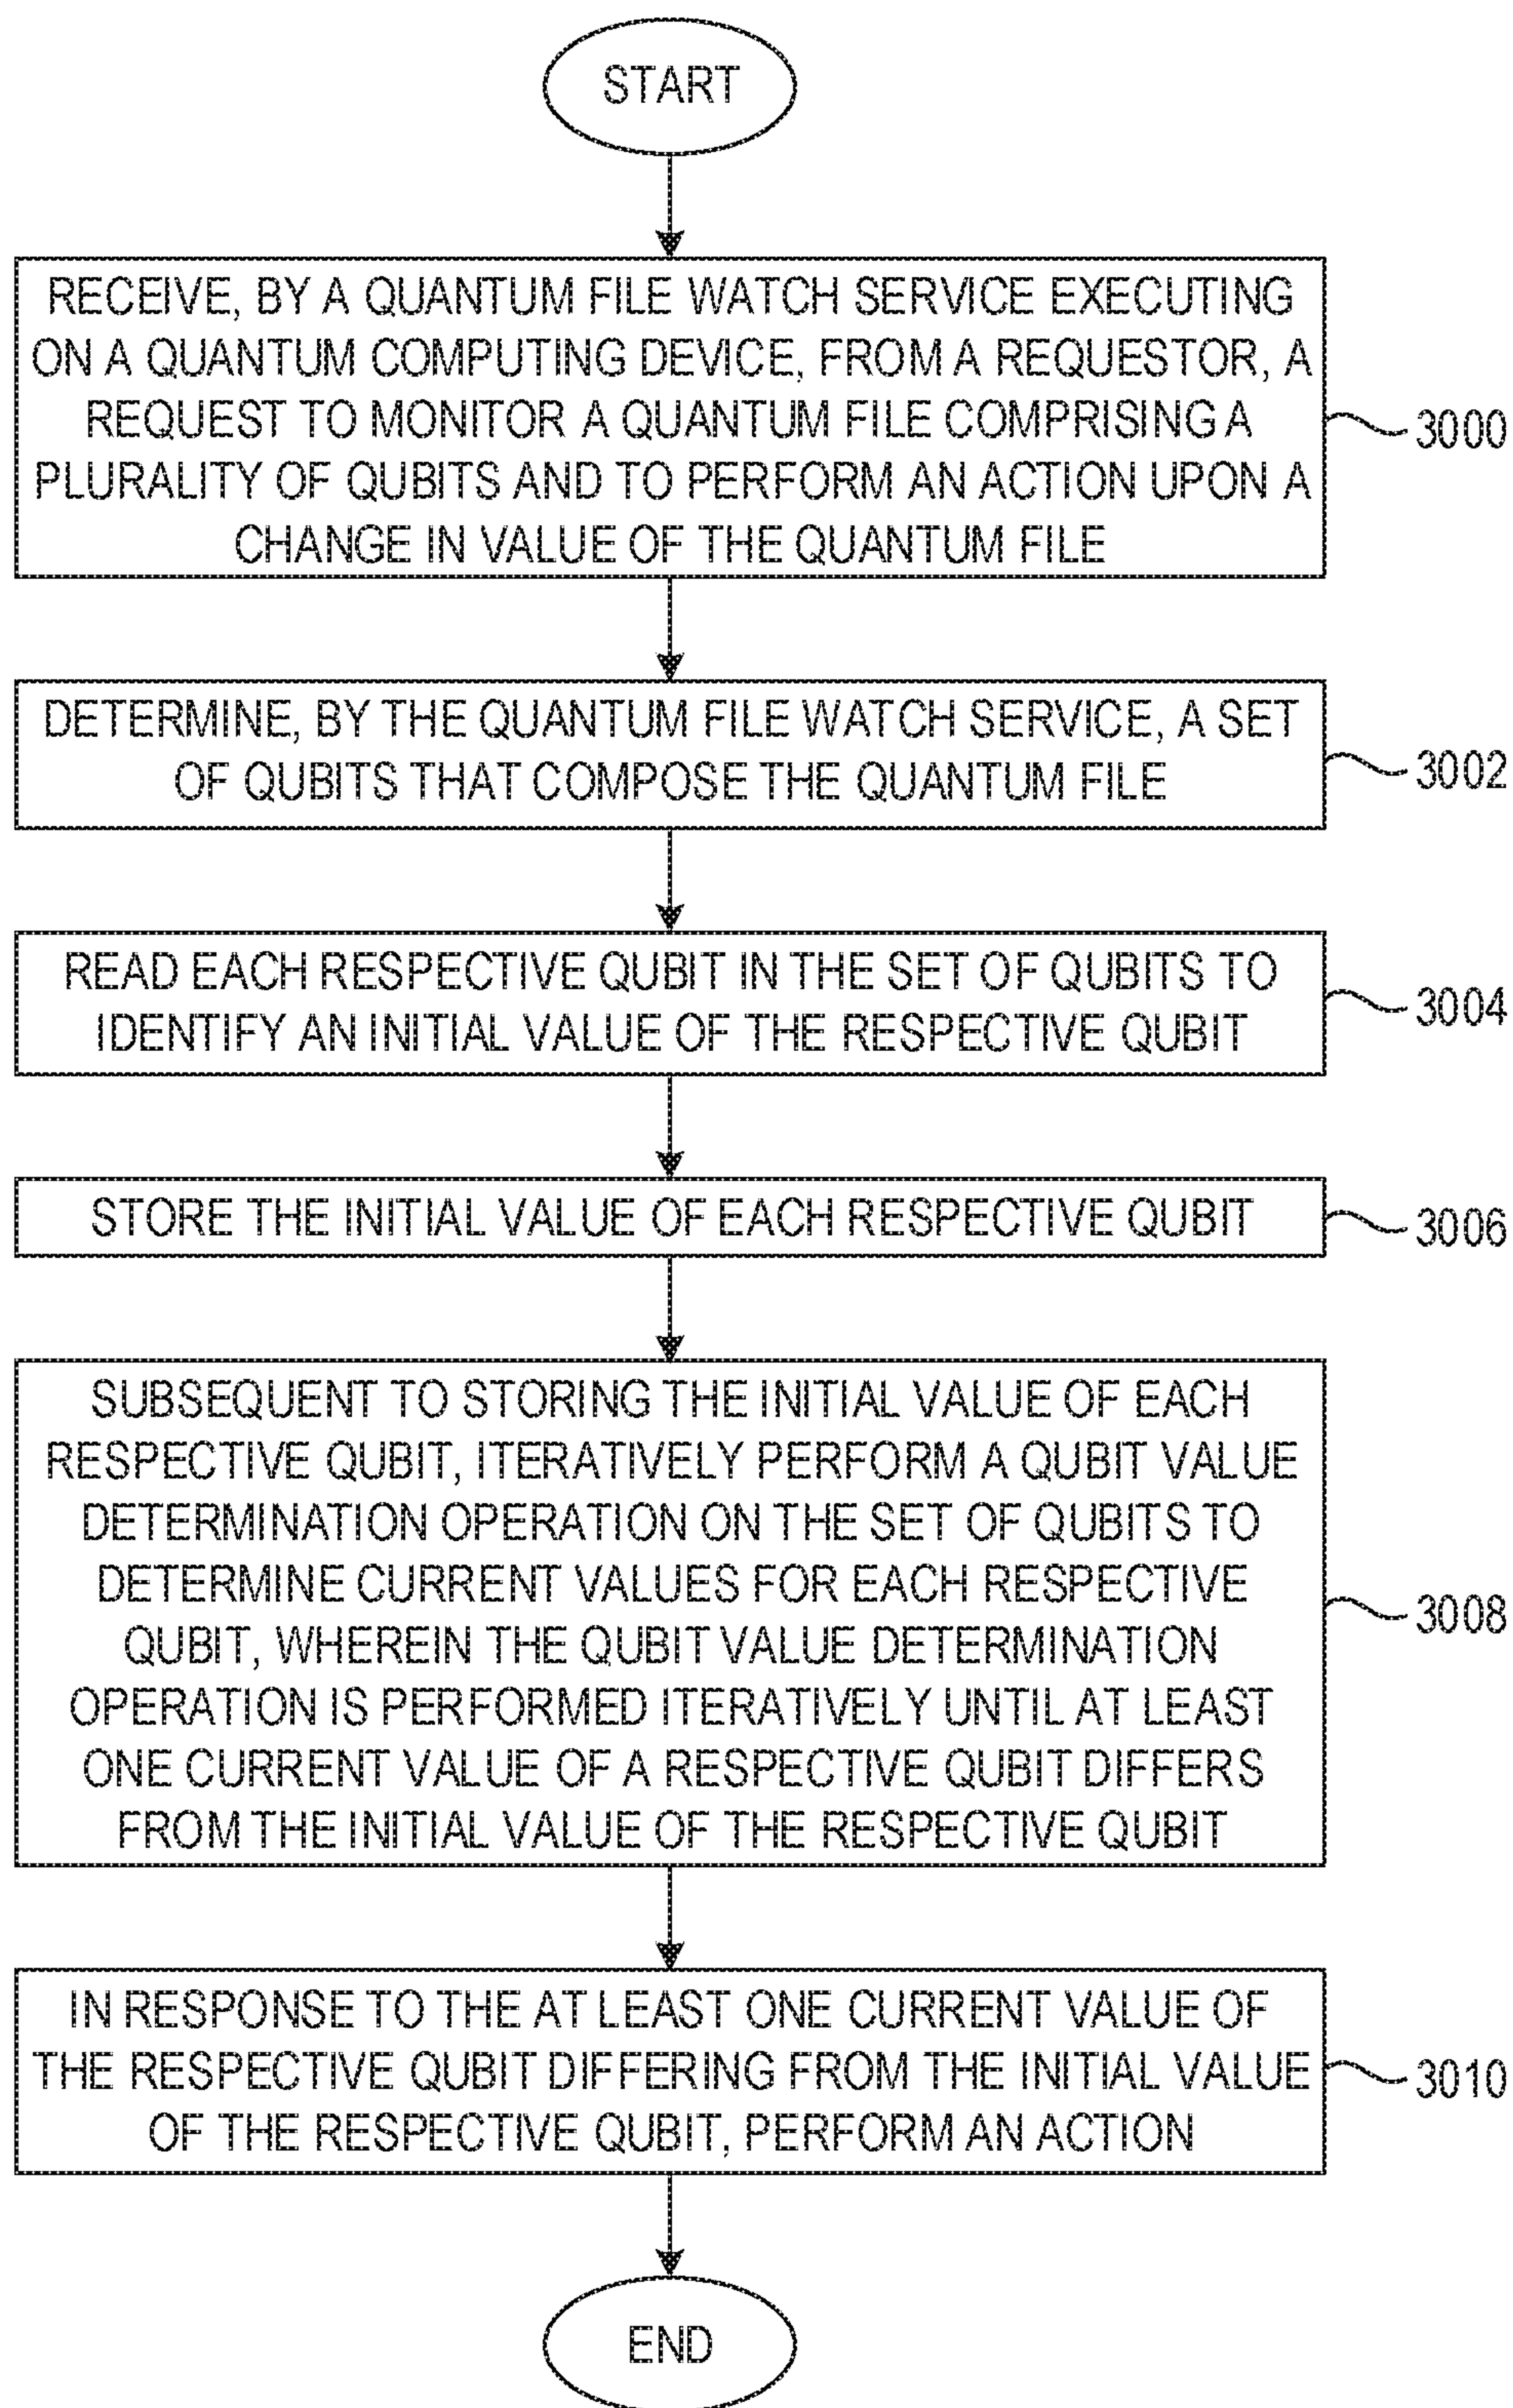 START
RECEIVE, BY A QUANTUM FILE WATCH SERVICE EXECUTING
ON A QUANTUM COMPUTING DEVICE, FROM A REQUESTOR, A
REQUEST TO MONITOR A QUANTUM FILE COMPRISING A
PLURALITY OF QUBITS AND TO PERFORM AN ACTION UPON A
CHANGE IN VALUE OF THE QUANTUM FILE
3000
DETERMINE, BY THE QUANTUM FILE WATCH SERVICE, A SET
OF QUBITS THAT COMPOSE THE QUANTUM FILE
3002
READ EACH RESPECTIVE QUBIT IN THE SET OF QUBITS TO
IDENTIFY AN INITIAL VALUE OF THE RESPECTIVE QUBIT
3004
STORE THE INITIAL VALUE OF EACH RESPECTIVE QUBIT
3006
SUBSEQUENT TO STORING THE INITIAL VALUE OF EACH
RESPECTIVE QUBIT, ITERATIVELY PERFORM A QUBIT VALUE
DETERMINATION OPERATION ON THE SET OF QUBITS TO
DETERMINE CURRENT VALUES FOR EACH RESPECTIVE
QUBIT, WHEREIN THE QUBIT VALUE DETERMINATION
OPERATION IS PERFORMED ITERATIVELY UNTIL AT LEAST
ONE CURRENT VALUE OF A RESPECTIVE QUBIT DIFFERS
FROM THE INITIAL VALUE OF THE RESPECTIVE QUBIT
3008
IN RESPONSE TO THE AT LEAST ONE CURRENT VALUE OF
THE RESPECTIVE QUBIT DIFFERING FROM THE INITIAL VALUE
OF THE RESPECTIVE QUBIT, PERFORM AN ACTION
3010
END